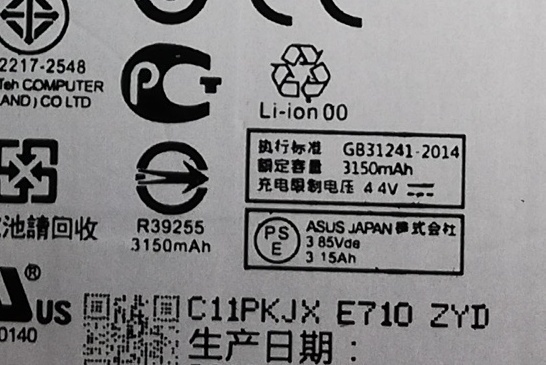 2217-2548
Teh COMPUTER
AND) CO LTD
Li-ion 00
执行标准 GB31241-2014
额定容量 3150mAh
充电限制电压 4 4V
池請回收
R39255
3150mAh
PS
E
ASUS JAPAN 株式会社
3 85Vdc
3 15Ah
US
0140
C11PKJX E710 ZYD
生产日期：